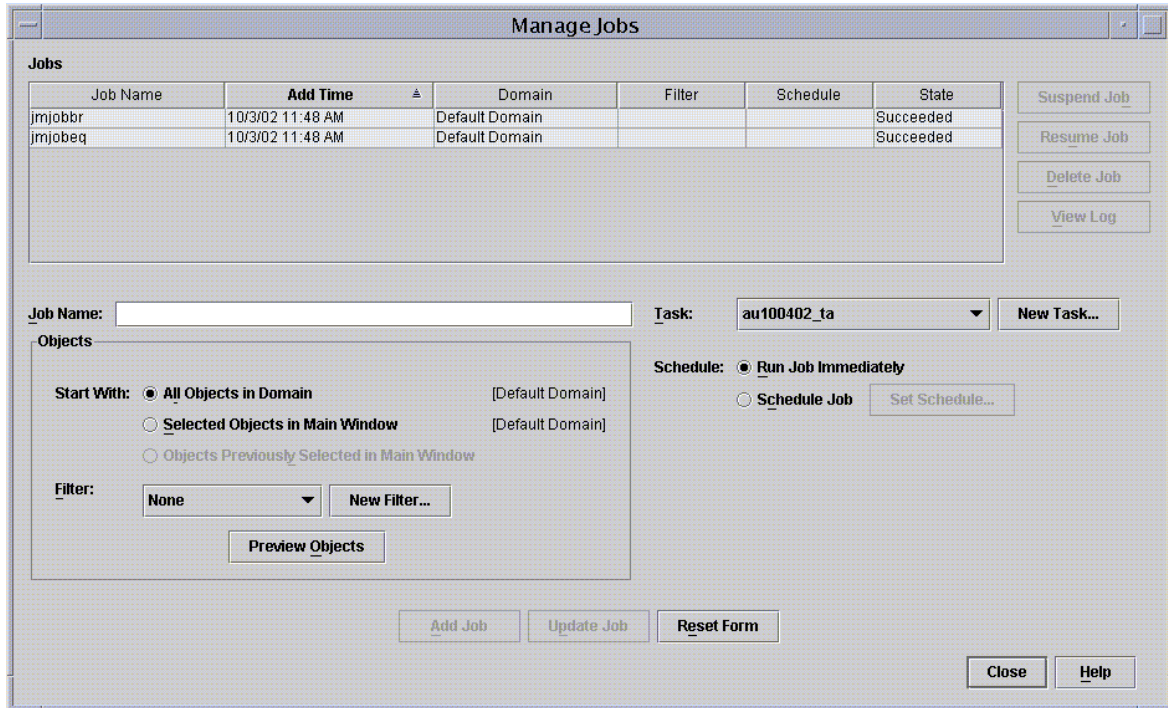 Manage Jobs
Jobs
Job Name Add Time Domain Filter Schedule State
jmjobbr 10/3/02 11:48 AM Default Domain Succeeded
jmjobeq 10/3/02 11:48 AM Default Domain Succeeded
Suspend Job
Resume Job
Delete Job
View Log
Job Name:
Task: au100402_ta New Task...
Objects
Start With: All Objects in Domain [Default Domain]
Selected Objects in Main Window [Default Domain]
Objects Previously Selected in Main Window
Filter: None New Filter...
Preview Objects
Schedule: Run Job Immediately
Schedule Job Set Schedule...
Add Job Update Job Reset Form
Close Help